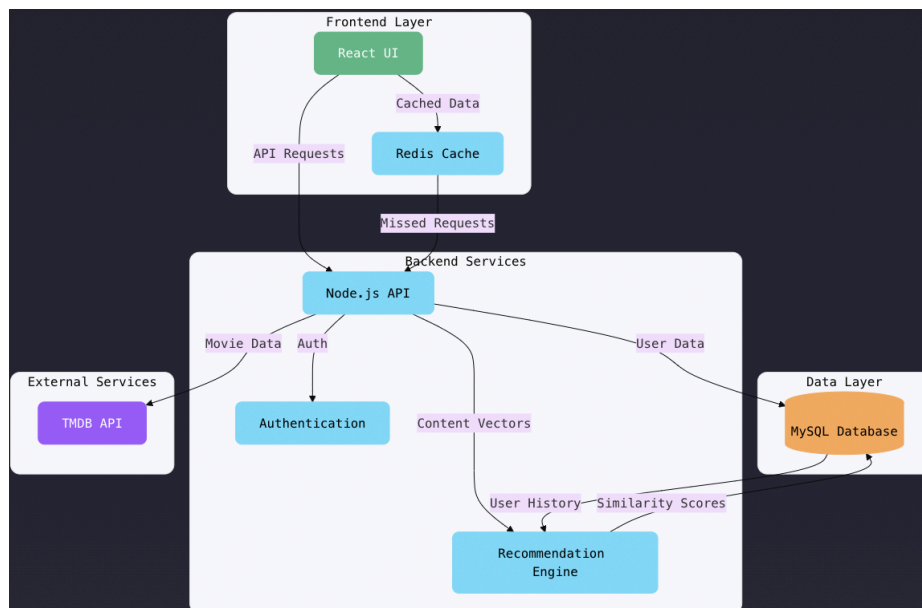 Frontend Layer
React UI
Cached Data
API Requests
Redis Cache
Missed Requests
Backend Services
Node.js API
Movie Data
Auth
User Data
External Services
Data Layer
TMDB API
Authentication
Content Vectors
MySQL Database
User History
Similarity Scores
Recommendation
Engine